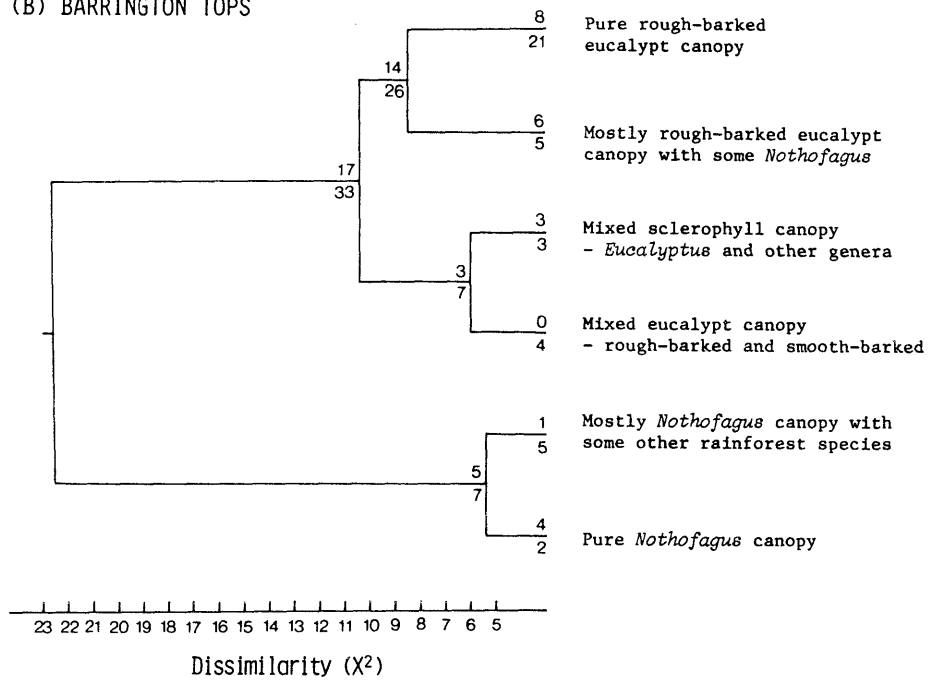 (B) BARRINGTON TOPS
8
21
Pure rough-barked
eucalypt canopy
14
26
6
5
Mostly rough-barked eucalypt
canopy with some Nothofagus
17
33
3
3
Mixed sclerophyll canopy
- Eucalyptus and other genera
3
7
0
4
Mixed eucalypt canopy
- rough-barked and smooth-barked
1
5
Mostly Nothofagus canopy with
some other rainforest species
5
7
4
2
Pure Nothofagus canopy
23 22 21 20 19 18 17 16 15 14 13 12 11 10 9 8 7 6 5
Dissimilarity (X²)